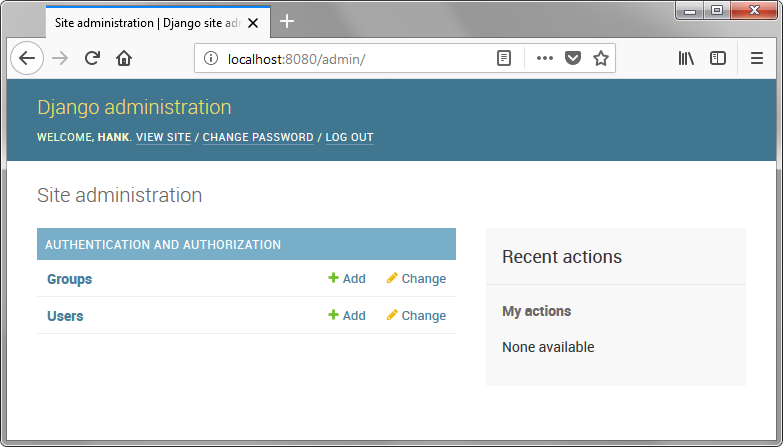 Site administration | Django site adr
localhost:8080/admin/
Django administration
WELCOME, HANK. VIEW SITE / CHANGE PASSWORD / LOG OUT
Site administration
AUTHENTICATION AND AUTHORIZATION
Groups Add Change
Users Add Change
Recent actions
My actions
None available